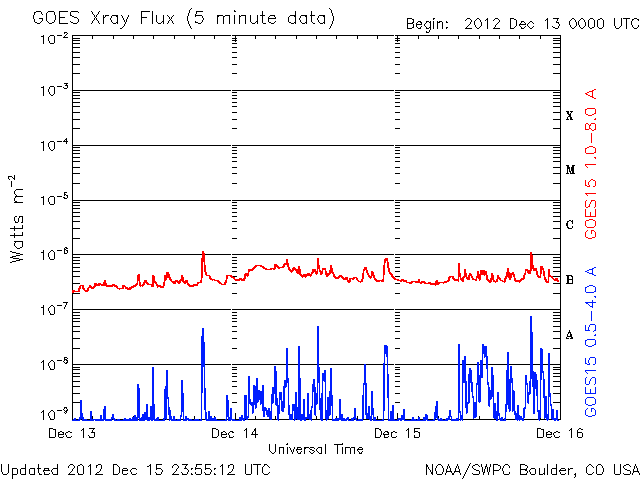 GOES Xray Flux (5 minute data)
Begin: 2012 Dec 13 0000 UTC
10⁻²
10⁻³
10⁻⁴
10⁻⁵
10⁻⁶
10⁻⁷
10⁻⁸
10⁻⁹
Watts m⁻²
X
M
C
B
A
GOES15 1.0-8.0 A
GOES15 0.5-4.0 A
Dec 13
Dec 14
Dec 15
Dec 16
Universal Time
Updated 2012 Dec 15 23:55:12 UTC
NOAA/SWPC Boulder, CO USA